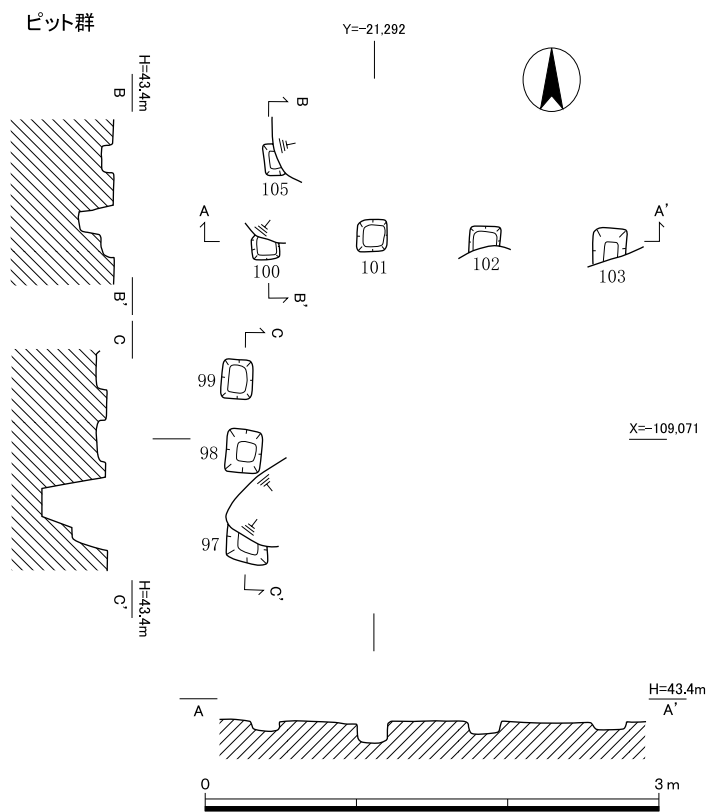 ピット群
Y=-21,292
H=43.4m
B
B
105
A
A'
100
101
102
103
B'
B'
C
C
99
98
X=-109,071
97
C'
C'
H=43.4m
H=43.4m
A
A'
0
3m